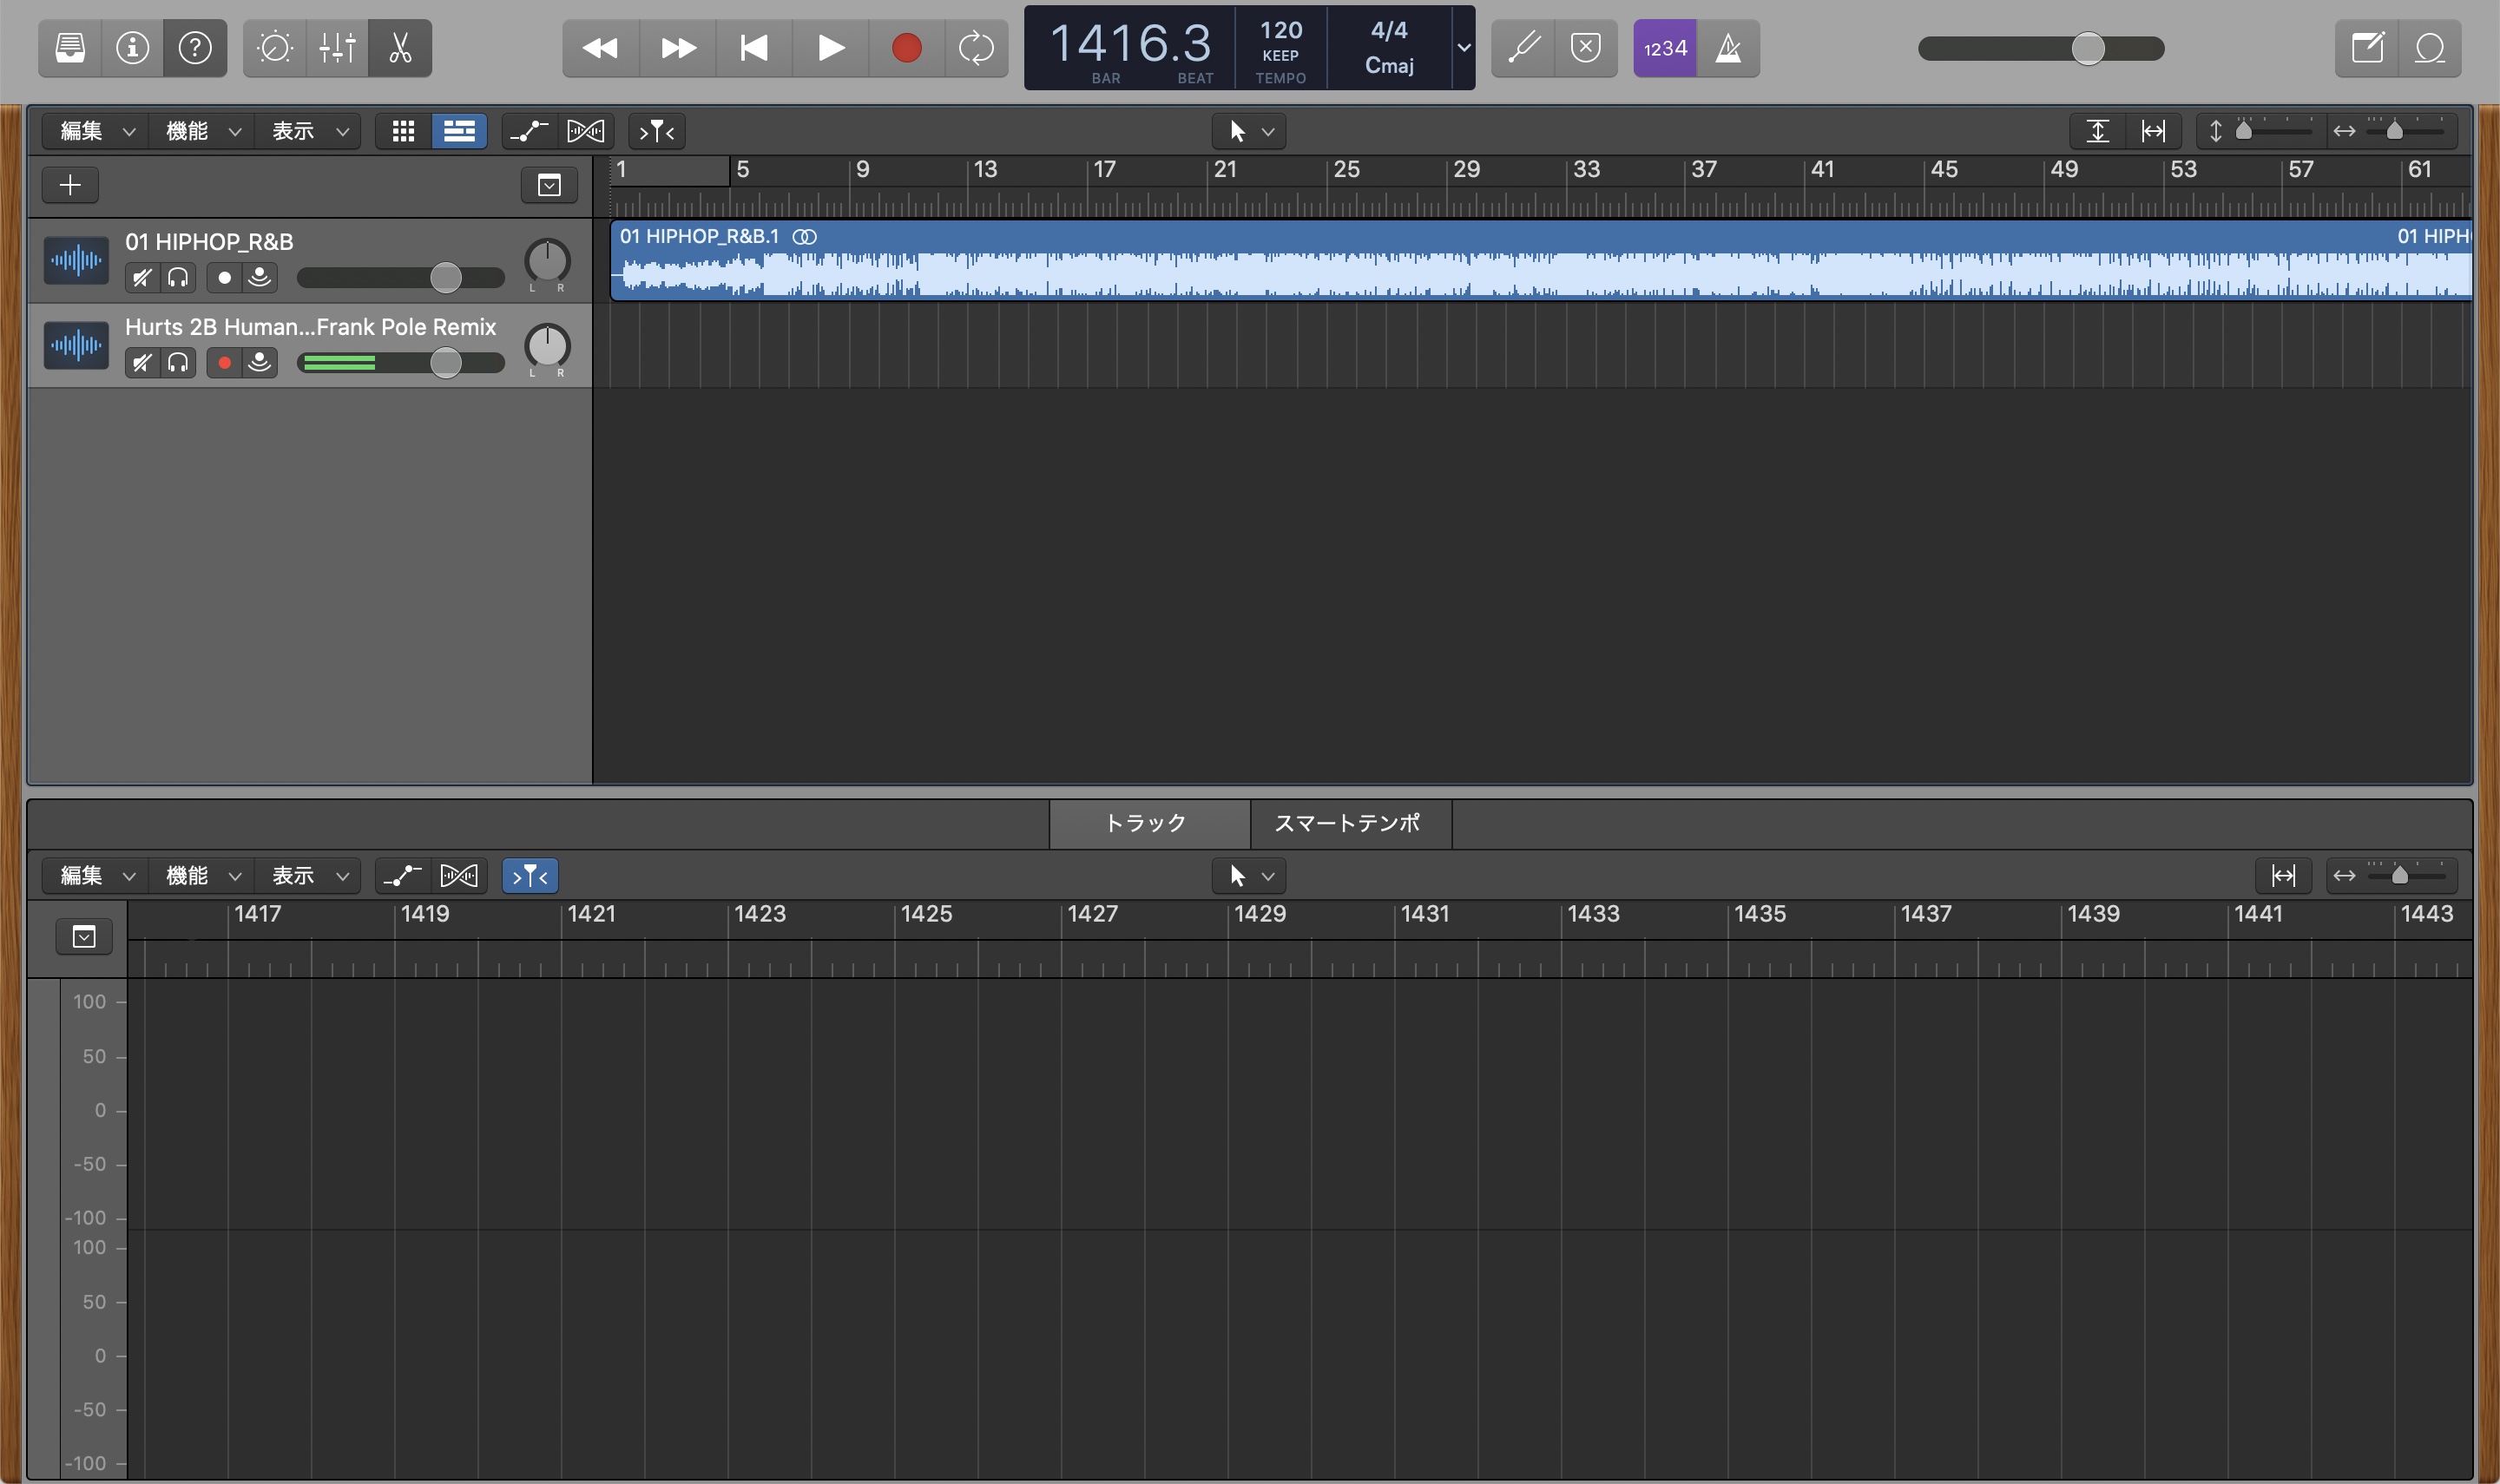 1416.3 120 4/4
KEEP Cmaj
BAR BEAT TEMPO
1234
編集 機能 表示
1 5 9 13 17 21 25 29 33 37 41 45 49 53 57 61
01 HIPHOP_R&B
L R
01 HIPHOP_R&B.1 01 HIPH
Hurts 2B Human...Frank Pole Remix
L R
トラック スマートテンポ
編集 機能 表示
1417 1419 1421 1423 1425 1427 1429 1431 1433 1435 1437 1439 1441 1443
100
50
0
-50
-100
100
50
0
-50
-100